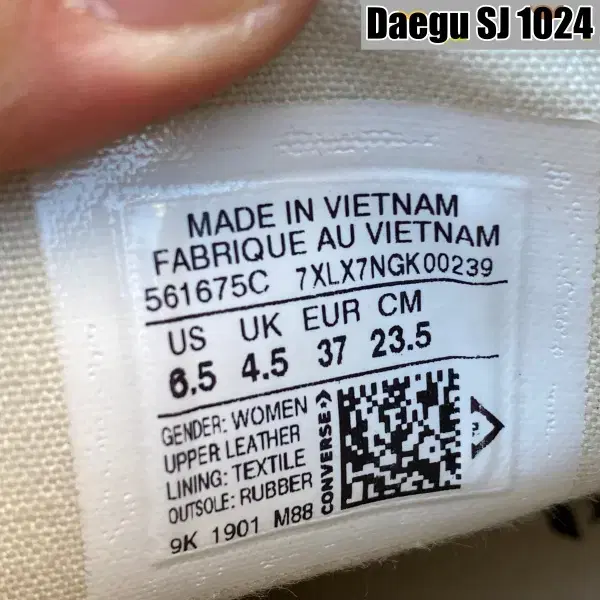 Daegu SJ 1024
MADE IN VIETNAM
FABRIQUE AU VIETNAM
561675C 7XLX7NGK00239
US UK EUR CM
6.5 4.5 37 23.5
GENDER: WOMEN
UPPER LEATHER
LINING: TEXTILE
OUTSOLE: RUBBER
9K 1901 M88
CONVERSE